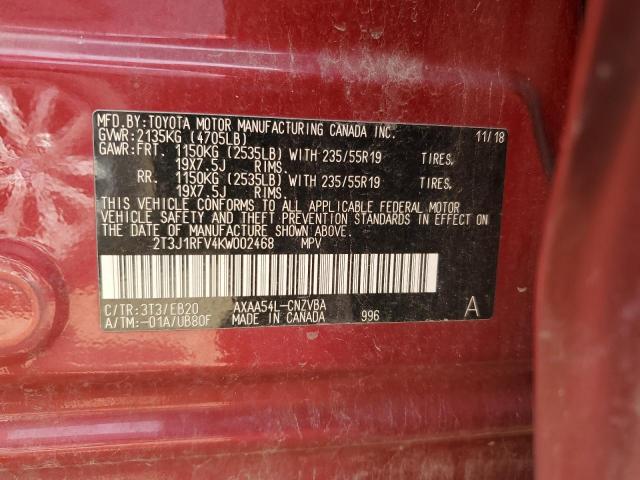 MFD.BY:TOYOTA MOTOR MANUFACTURING CANADA INC.
GVWR:2135KG (4705LB) 11/18
GAWR:FRT. 1150KG (2535LB) WITH 235/55R19 TIRES,
19X7.5J RIMS.
RR. 1150KG (2535LB) WITH 235/55R19 TIRES,
19X7.5J RIMS.
THIS VEHICLE CONFORMS TO ALL APPLICABLE FEDERAL MOTOR
VEHICLE SAFETY AND THEFT PREVENTION STANDARDS IN EFFECT ON
THE DATE OF MANUFACTURE SHOWN ABOVE.
2T3J1RFV4KW002468 MPV
C/TR:3T3/EB20 AXAA54L-CNZVBA A
A/TM:-01A/UB80F MADE IN CANADA 996